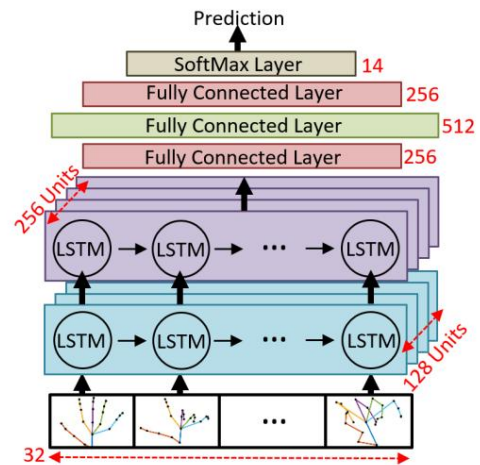 Prediction
SoftMax Layer 14
Fully Connected Layer 256
Fully Connected Layer 512
Fully Connected Layer 256
256 Units
LSTM LSTM ... LSTM
LSTM LSTM ... LSTM
128 Units
...
32